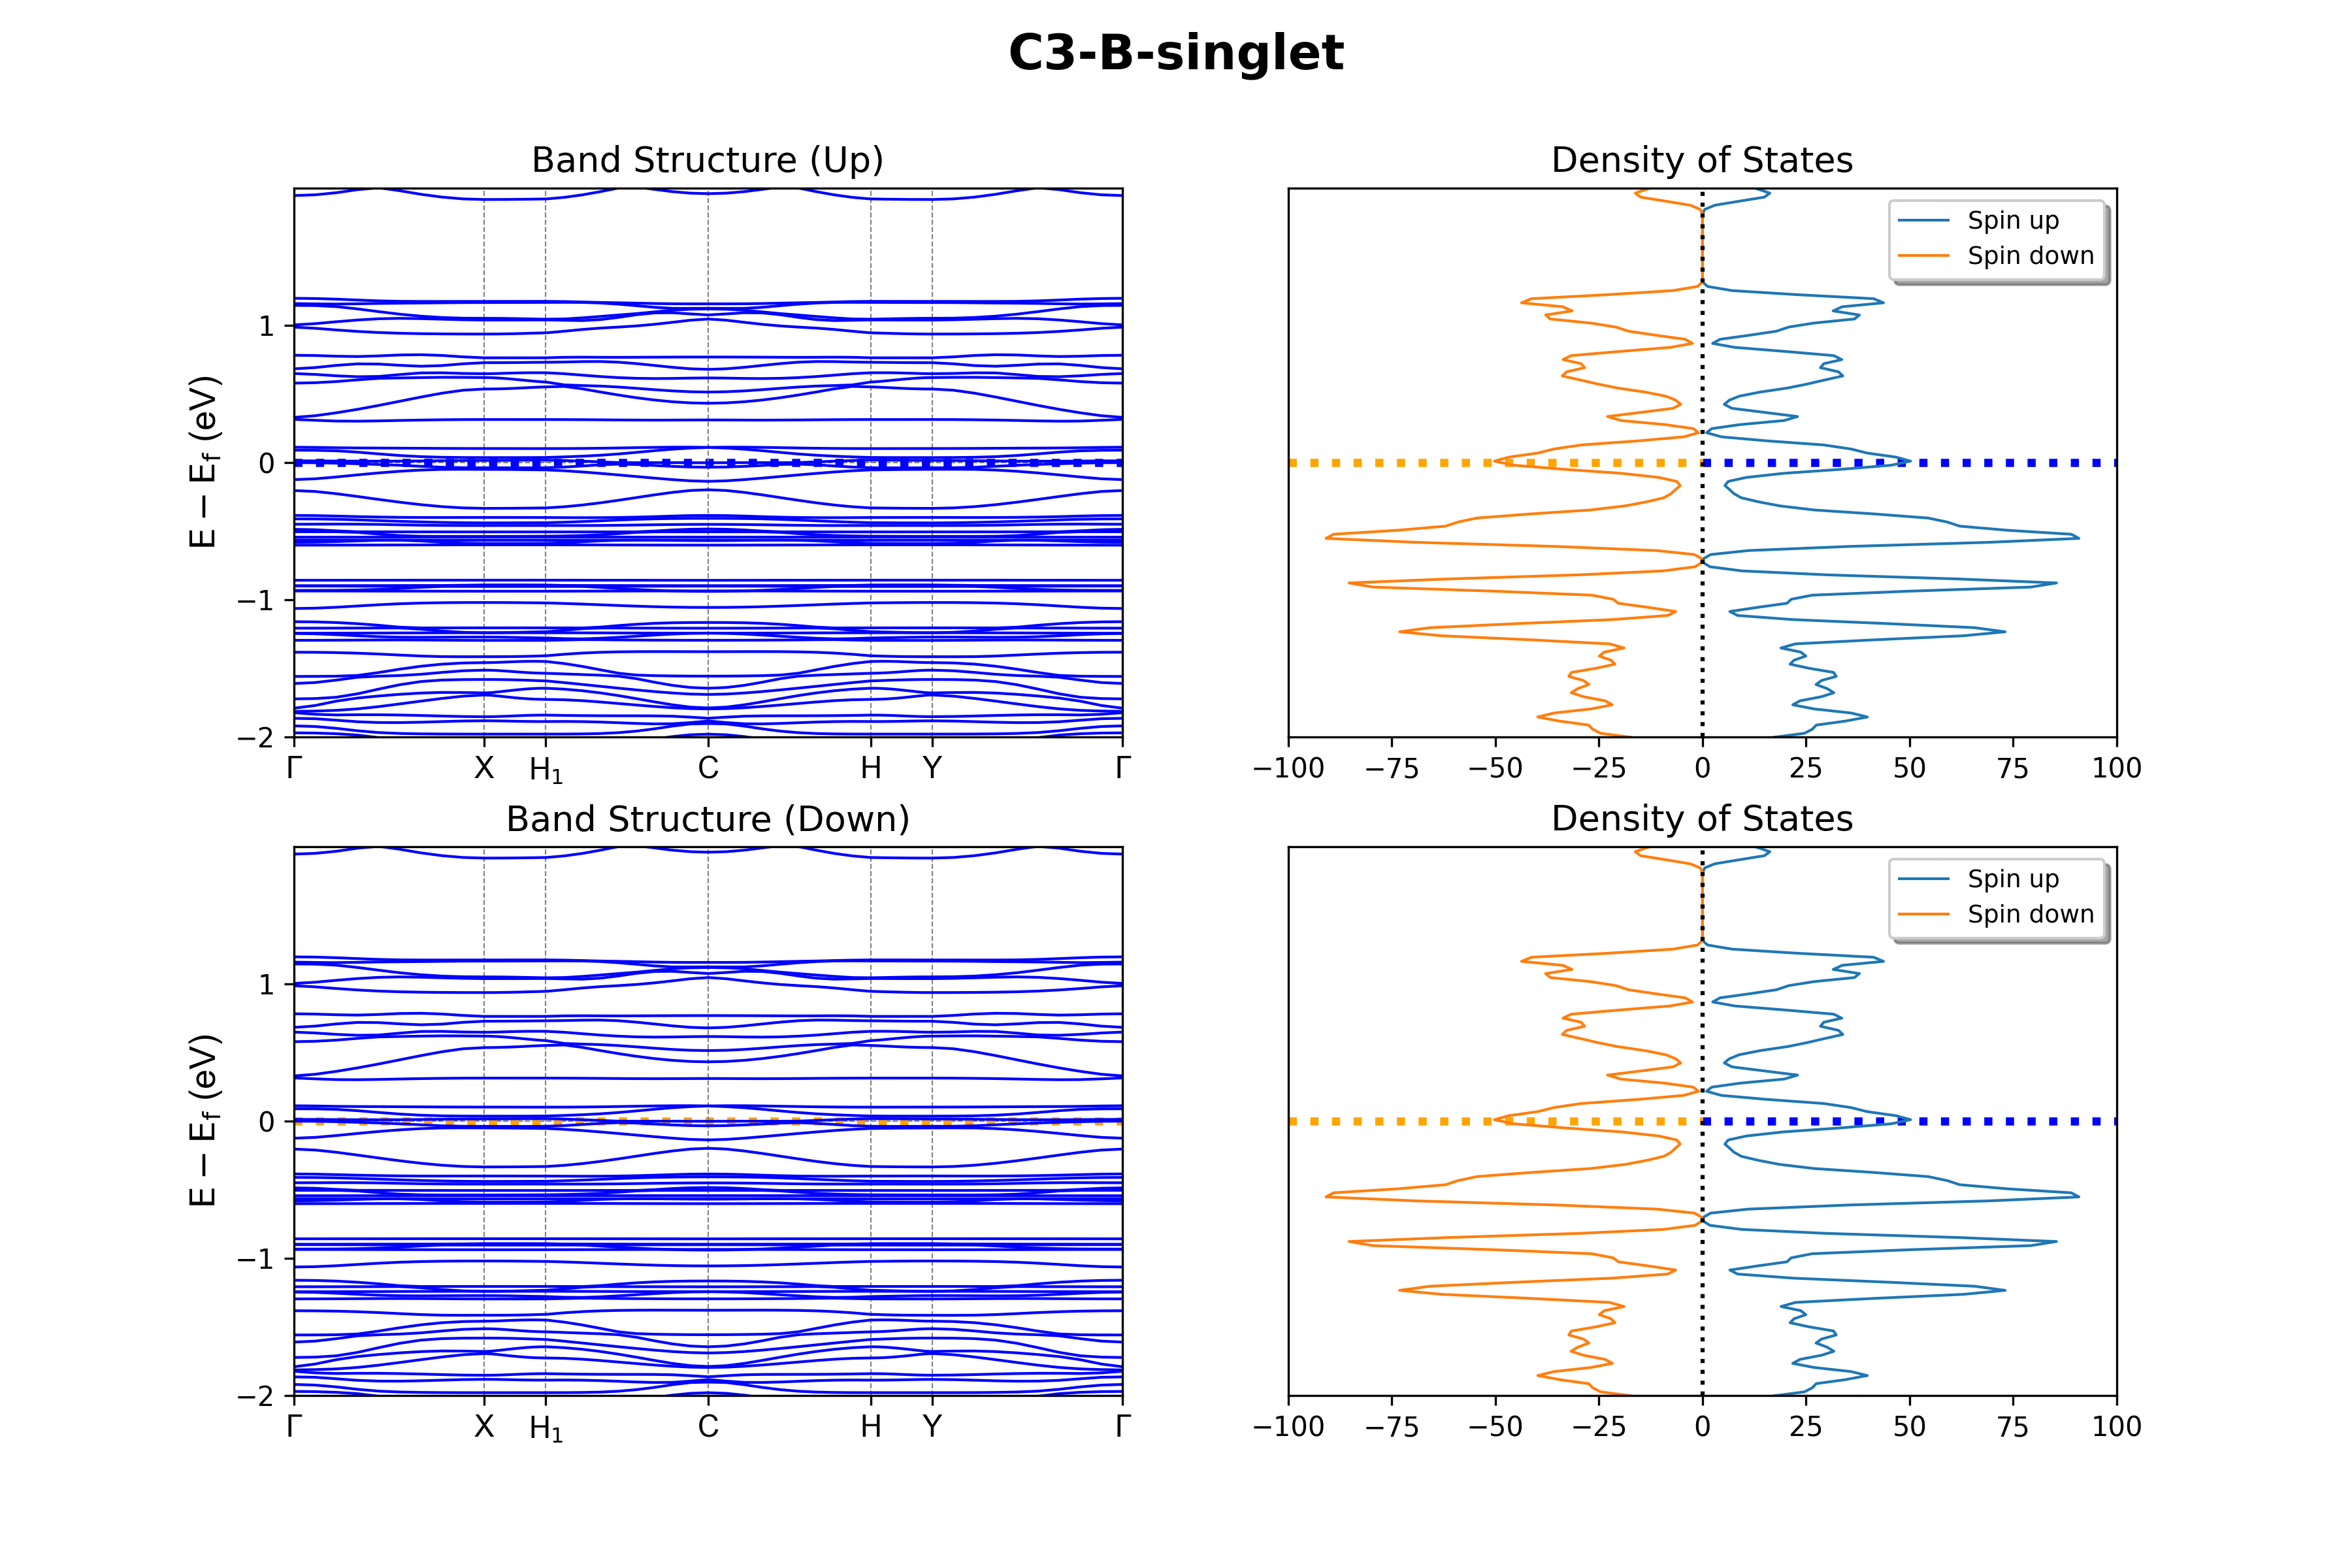 C3-B-singlet
Band Structure (Up)
Density of States
E − E_f (eV)
1
0
−1
−2
Γ X H₁ C H Y Γ
Spin up
Spin down
−100 −75 −50 −25 0 25 50 75 100
Band Structure (Down)
Density of States
E − E_f (eV)
1
0
−1
−2
Γ X H₁ C H Y Γ
Spin up
Spin down
−100 −75 −50 −25 0 25 50 75 100